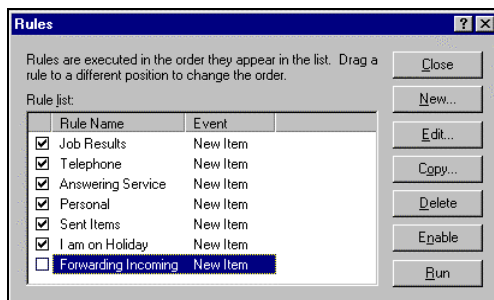 Rules
Rules are executed in the order they appear in the list. Drag a
rule to a different position to change the order.
Close
Rule list:
New...
Rule Name Event
Job Results New Item
Edit...
Telephone New Item
Answering Service New Item
Copy...
Personal New Item
Delete
Sent Items New Item
I am on Holiday New Item
Enable
Forwarding Incoming New Item
Run